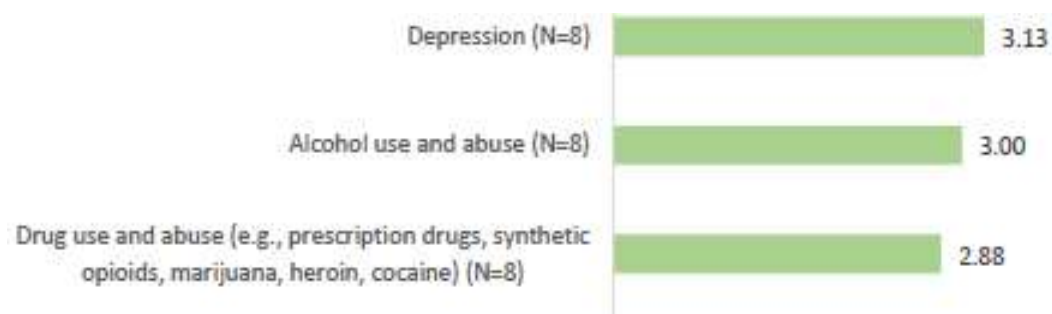 Depression (N=8)
3.13
Alcohol use and abuse (N=8)
3.00
Drug use and abuse (e.g., prescription drugs, synthetic
opioids, marijuana, heroin, cocaine) (N=8)
2.88